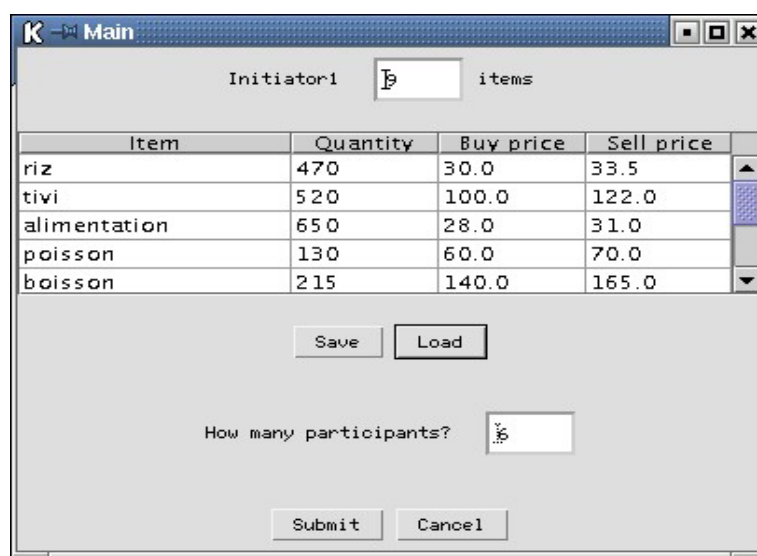 Main
Initiator1 9 items
Item Quantity Buy price Sell price
riz 470 30.0 33.5
tivi 520 100.0 122.0
alimentation 650 28.0 31.0
poisson 130 60.0 70.0
boisson 215 140.0 165.0
Save Load
How many participants? 6
Submit Cancel